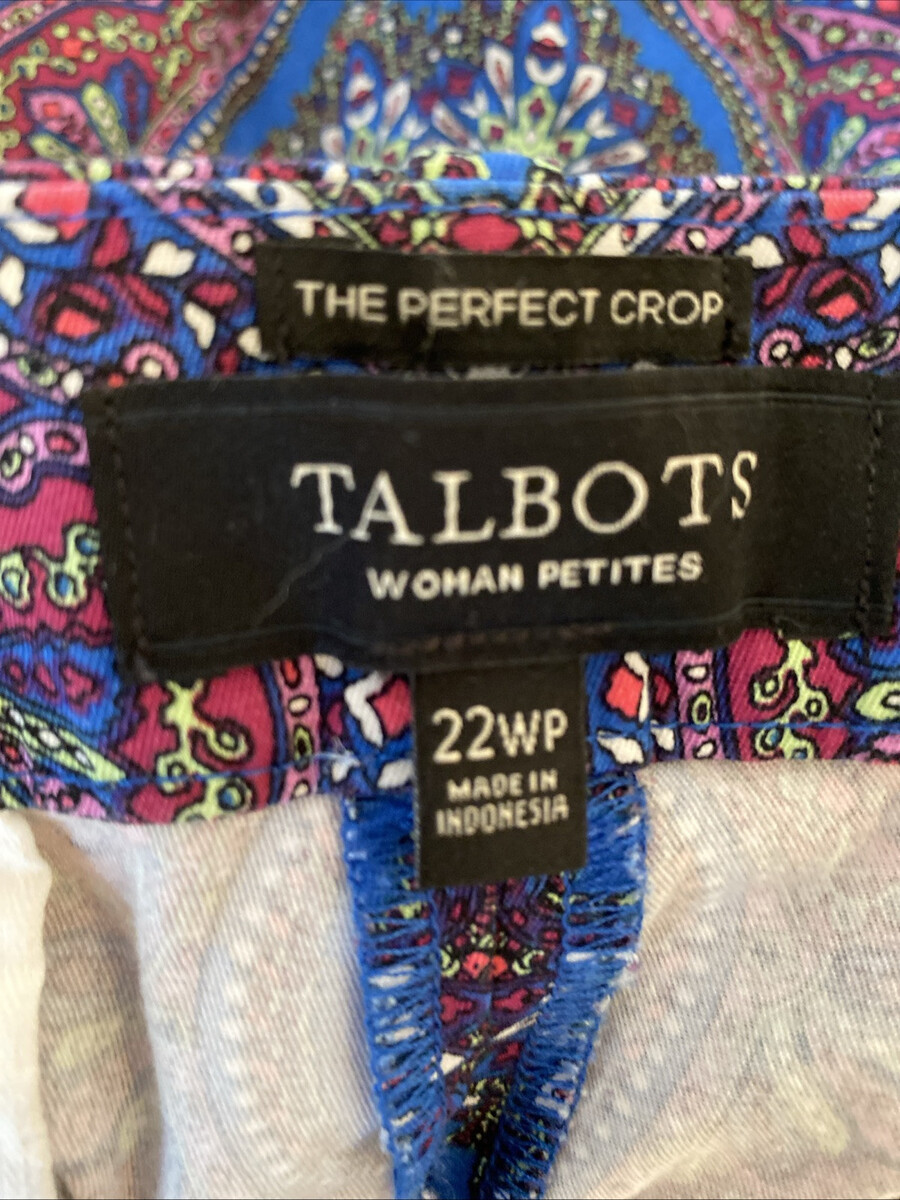 THE PERFECT CROP
TALBOTS
WOMAN PETITES
22WP
MADE IN
INDONESIA